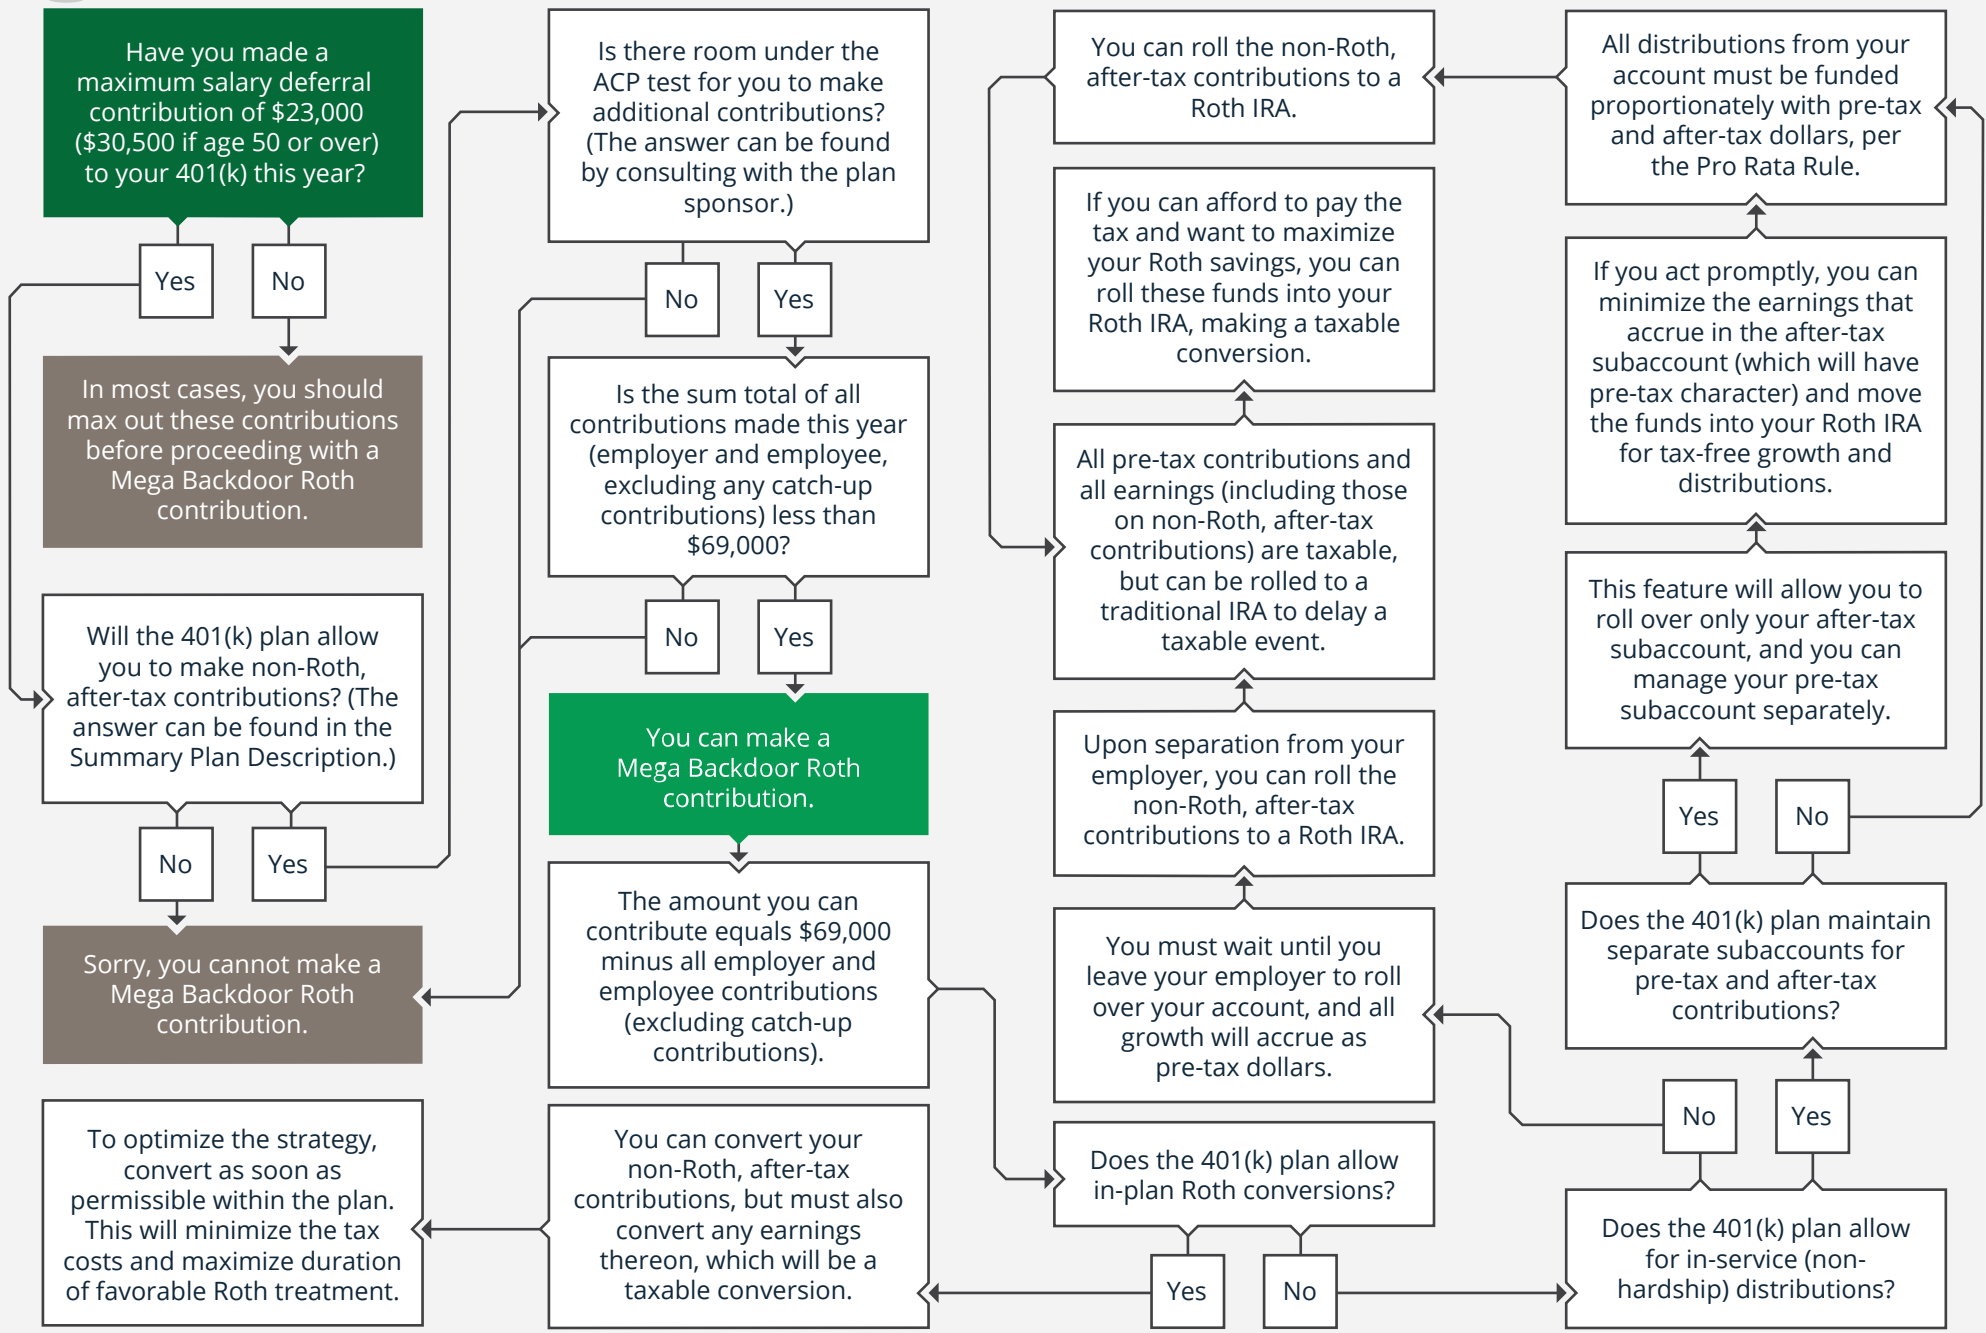 Have you made a
maximum salary deferral
contribution of $23,000
($30,500 if age 50 or over)
to your 401(k) this year?
Yes
No
In most cases, you should
max out these contributions
before proceeding with a
Mega Backdoor Roth
contribution.
Will the 401(k) plan allow
you to make non-Roth,
after-tax contributions? (The
answer can be found in the
Summary Plan Description.)
No
Yes
Sorry, you cannot make a
Mega Backdoor Roth
contribution.
Is there room under the
ACP test for you to make
additional contributions?
(The answer can be found
by consulting with the plan
sponsor.)
No
Yes
Is the sum total of all
contributions made this year
(employer and employee,
excluding any catch-up
contributions) less than
$69,000?
No
Yes
You can make a
Mega Backdoor Roth
contribution.
The amount you can
contribute equals $69,000
minus all employer and
employee contributions
(excluding catch-up
contributions).
Does the 401(k) plan allow
in-plan Roth conversions?
Yes
No
You can convert your
non-Roth, after-tax
contributions, but must also
convert any earnings
thereon, which will be a
taxable conversion.
To optimize the strategy,
convert as soon as
permissible within the plan.
This will minimize the tax
costs and maximize duration
of favorable Roth treatment.
Does the 401(k) plan allow
for in-service (non-
hardship) distributions?
No
Yes
You must wait until you
leave your employer to roll
over your account, and all
growth will accrue as
pre-tax dollars.
Upon separation from your
employer, you can roll the
non-Roth, after-tax
contributions to a Roth IRA.
Does the 401(k) plan maintain
separate subaccounts for
pre-tax and after-tax
contributions?
Yes
No
This feature will allow you to
roll over only your after-tax
subaccount, and you can
manage your pre-tax
subaccount separately.
If you act promptly, you can
minimize the earnings that
accrue in the after-tax
subaccount (which will have
pre-tax character) and move
the funds into your Roth IRA
for tax-free growth and
distributions.
All distributions from your
account must be funded
proportionately with pre-tax
and after-tax dollars, per
the Pro Rata Rule.
You can roll the non-Roth,
after-tax contributions to a
Roth IRA.
All pre-tax contributions and
all earnings (including those
on non-Roth, after-tax
contributions) are taxable,
but can be rolled to a
traditional IRA to delay a
taxable event.
If you can afford to pay the
tax and want to maximize
your Roth savings, you can
roll these funds into your
Roth IRA, making a taxable
conversion.